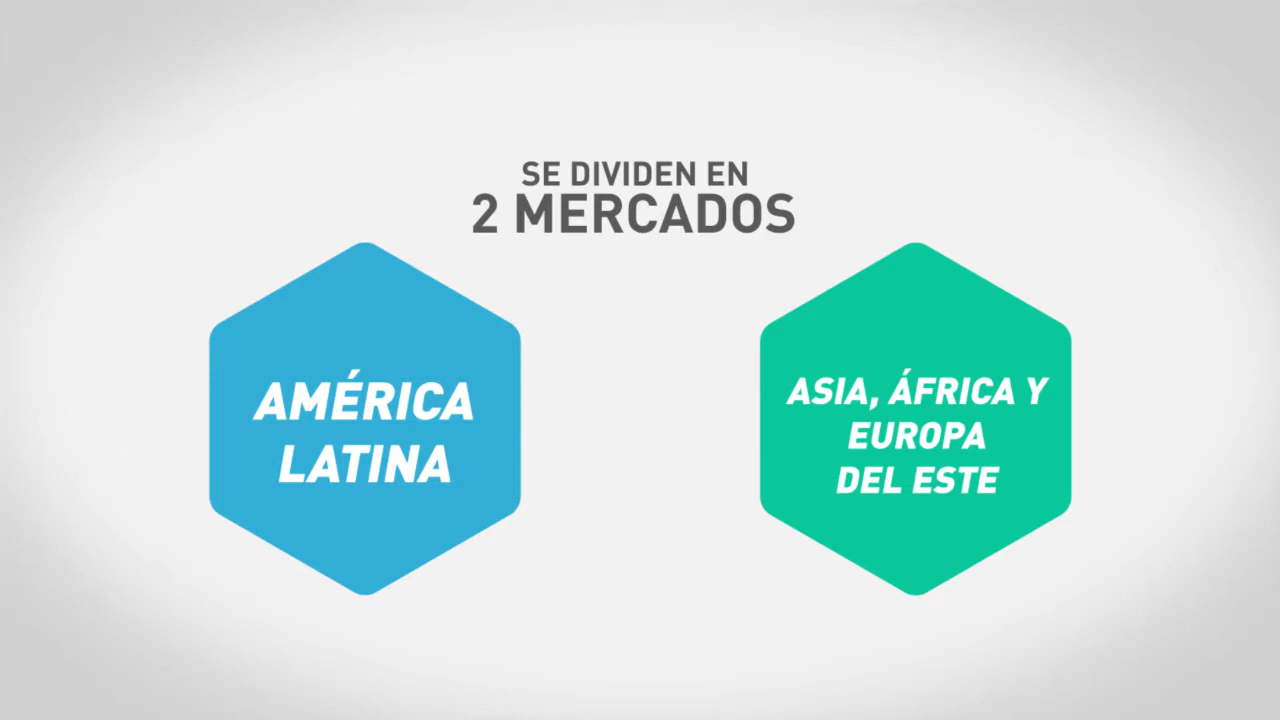 SE DIVIDEN EN
2 MERCADOS
AMÉRICA
LATINA
ASIA, ÁFRICA Y
EUROPA
DEL ESTE